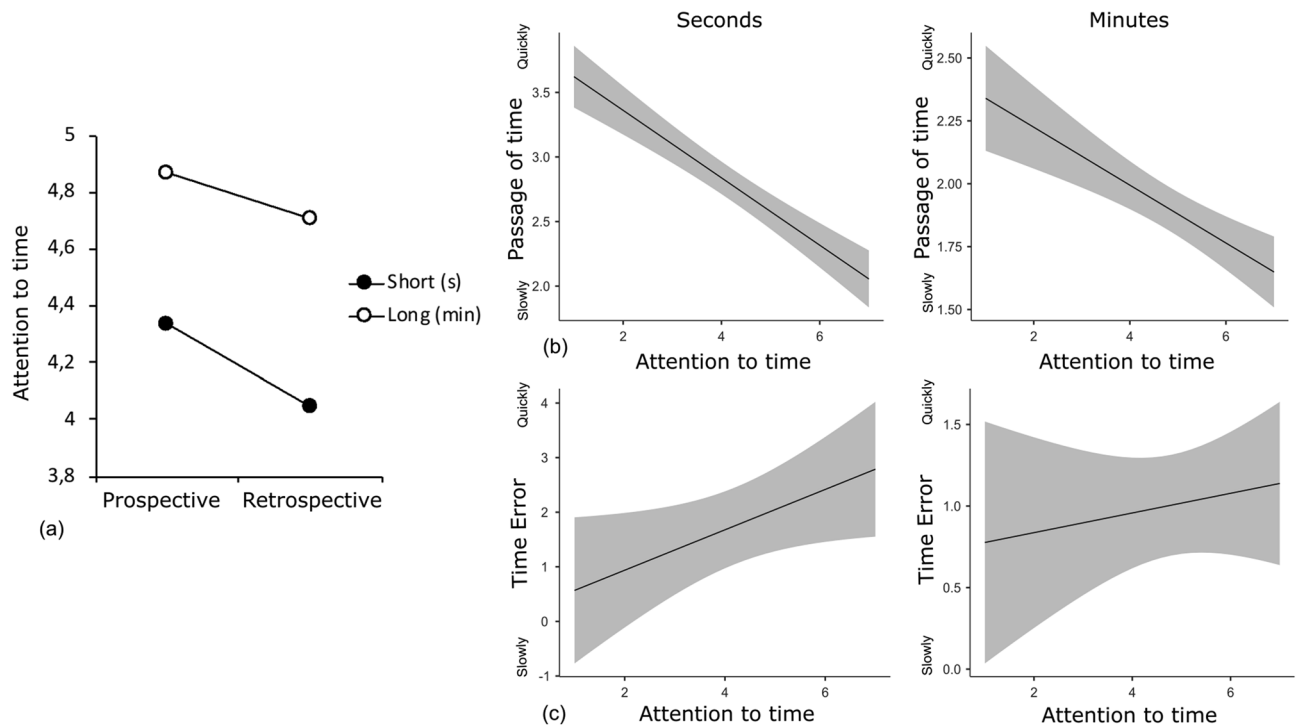 Attention to time
5
4,8
4,6
4,4
4,2
4
3,8
Prospective
Retrospective
Short (s)
Long (min)
(a)
Seconds
Quickly
Passage of time
Slowly
3.5
3.0
2.5
2.0
2
4
6
Attention to time
(b)
Minutes
Quickly
Passage of time
Slowly
2.50
2.25
2.00
1.75
1.50
2
4
6
Attention to time
Quickly
Time Error
Slowly
4
3
2
1
0
-1
2
4
6
Attention to time
(c)
Quickly
Time Error
Slowly
1.5
1.0
0.5
0.0
2
4
6
Attention to time